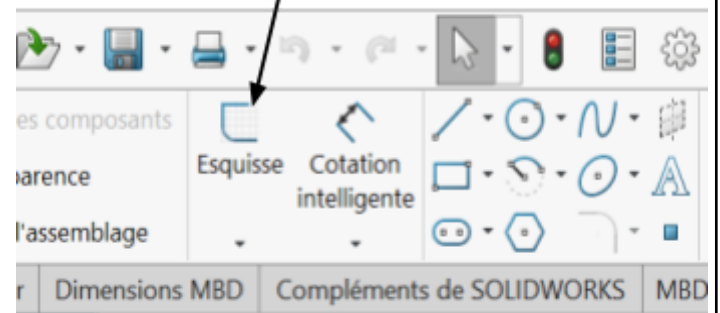 es composants
Esquisse
Cotation
intelligente
parence
l'assemblage
r
Dimensions MBD
Compléments de SOLIDWORKS
MBD